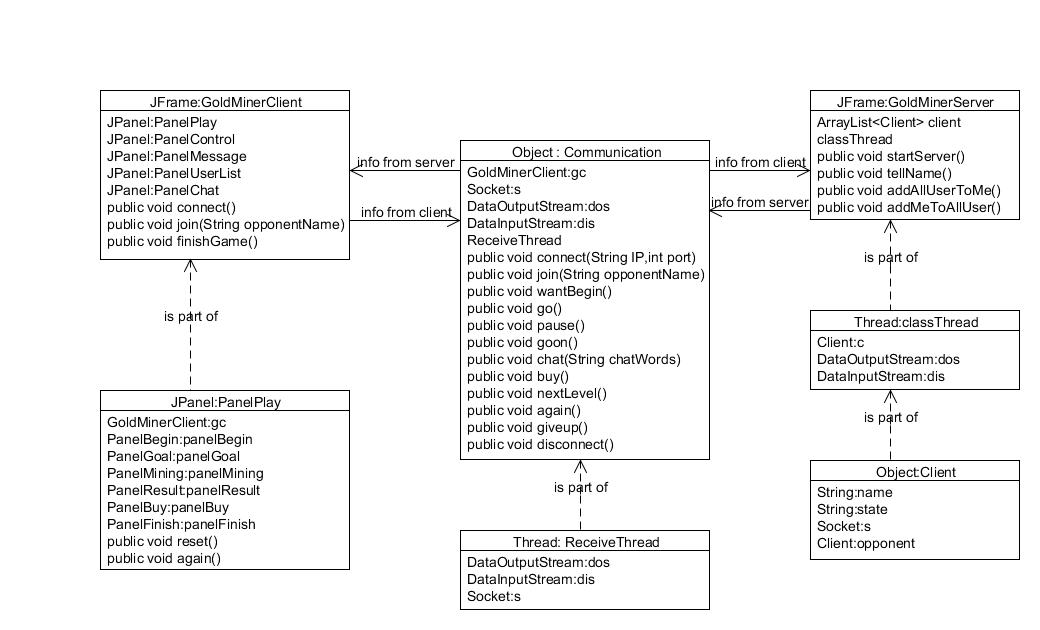 JFrame:GoldMinerClient
JPanel:PanelPlay
JPanel:PanelControl
JPanel:PanelMessage
JPanel:PanelUserList
JPanel:PanelChat
public void connect()
public void join(String opponentName)
public void finishGame()
is part of
JPanel:PanelPlay
GoldMinerClient:gc
PanelBegin:panelBegin
PanelGoal:panelGoal
PanelMining:panelMining
PanelResult:panelResult
PanelBuy:panelBuy
PanelFinish:panelFinish
public void reset()
public void again()
info from server
info from client
Object : Communication
GoldMinerClient:gc
Socket:s
DataOutputStream:dos
DataInputStream:dis
ReceiveThread
public void connect(String IP,int port)
public void join(String opponentName)
public void wantBegin()
public void go()
public void pause()
public void goon()
public void chat(String chatWords)
public void buy()
public void nextLevel()
public void again()
public void giveup()
public void disconnect()
is part of
Thread: ReceiveThread
DataOutputStream:dos
DataInputStream:dis
Socket:s
info from client
info from server
JFrame:GoldMinerServer
ArrayList<Client> client
classThread
public void startServer()
public void tellName()
public void addAllUserToMe()
public void addMeToAllUser()
is part of
Thread:classThread
Client:c
DataOutputStream:dos
DataInputStream:dis
is part of
Object:Client
String:name
String:state
Socket:s
Client:opponent